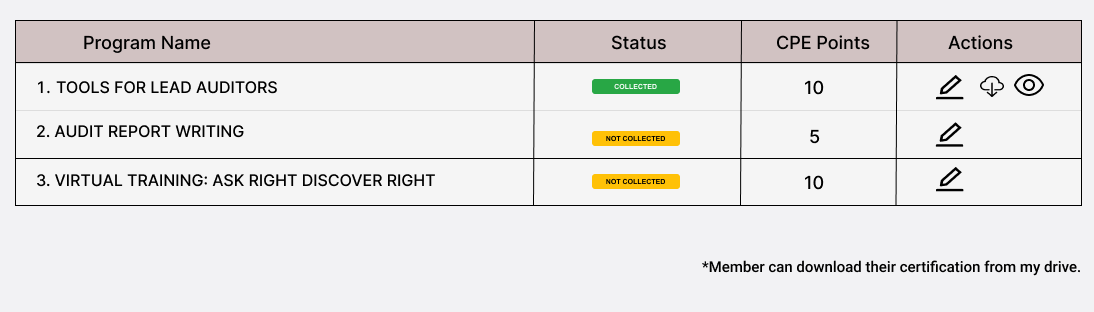 Program Name Status CPE Points Actions
1. TOOLS FOR LEAD AUDITORS COLLECTED 10
2. AUDIT REPORT WRITING NOT COLLECTED 5
3. VIRTUAL TRAINING: ASK RIGHT DISCOVER RIGHT NOT COLLECTED 10
*Member can download their certification from my drive.